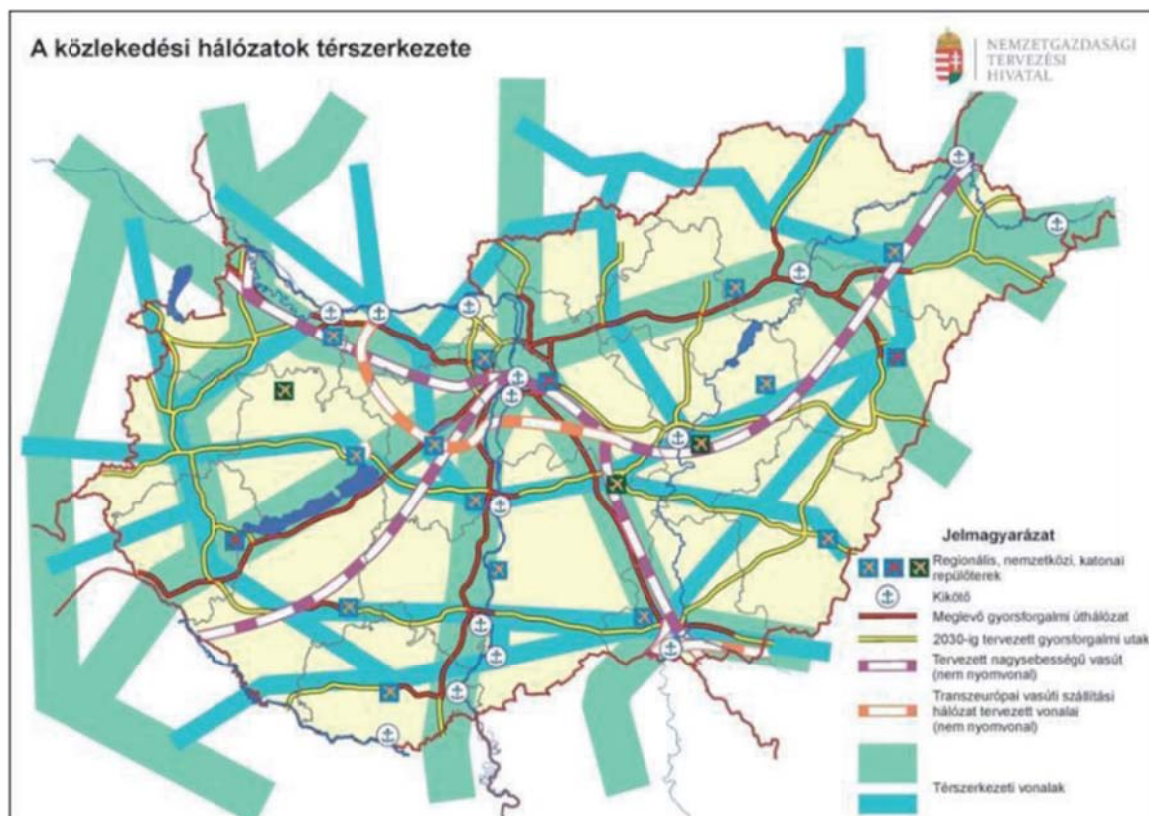 A közlekedési hálózatok térszerkezete
NEMZETGAZDASÁGI
TERVEZÉSI
HIVATAL
Jelmagyarázat
Regionális, nemzetközi, katonai
repülőterek
Kikötő
Meglevő gyorsforgalmi úthálózat
2030-ig tervezett gyorsforgalmi utak
Tervezett nagysebességű vasút
(nem nyomvonal)
Transzeurópai vasúti szállítási
hálózat tervezett vonalai
(nem nyomvonal)
Térszerkezeti vonalak